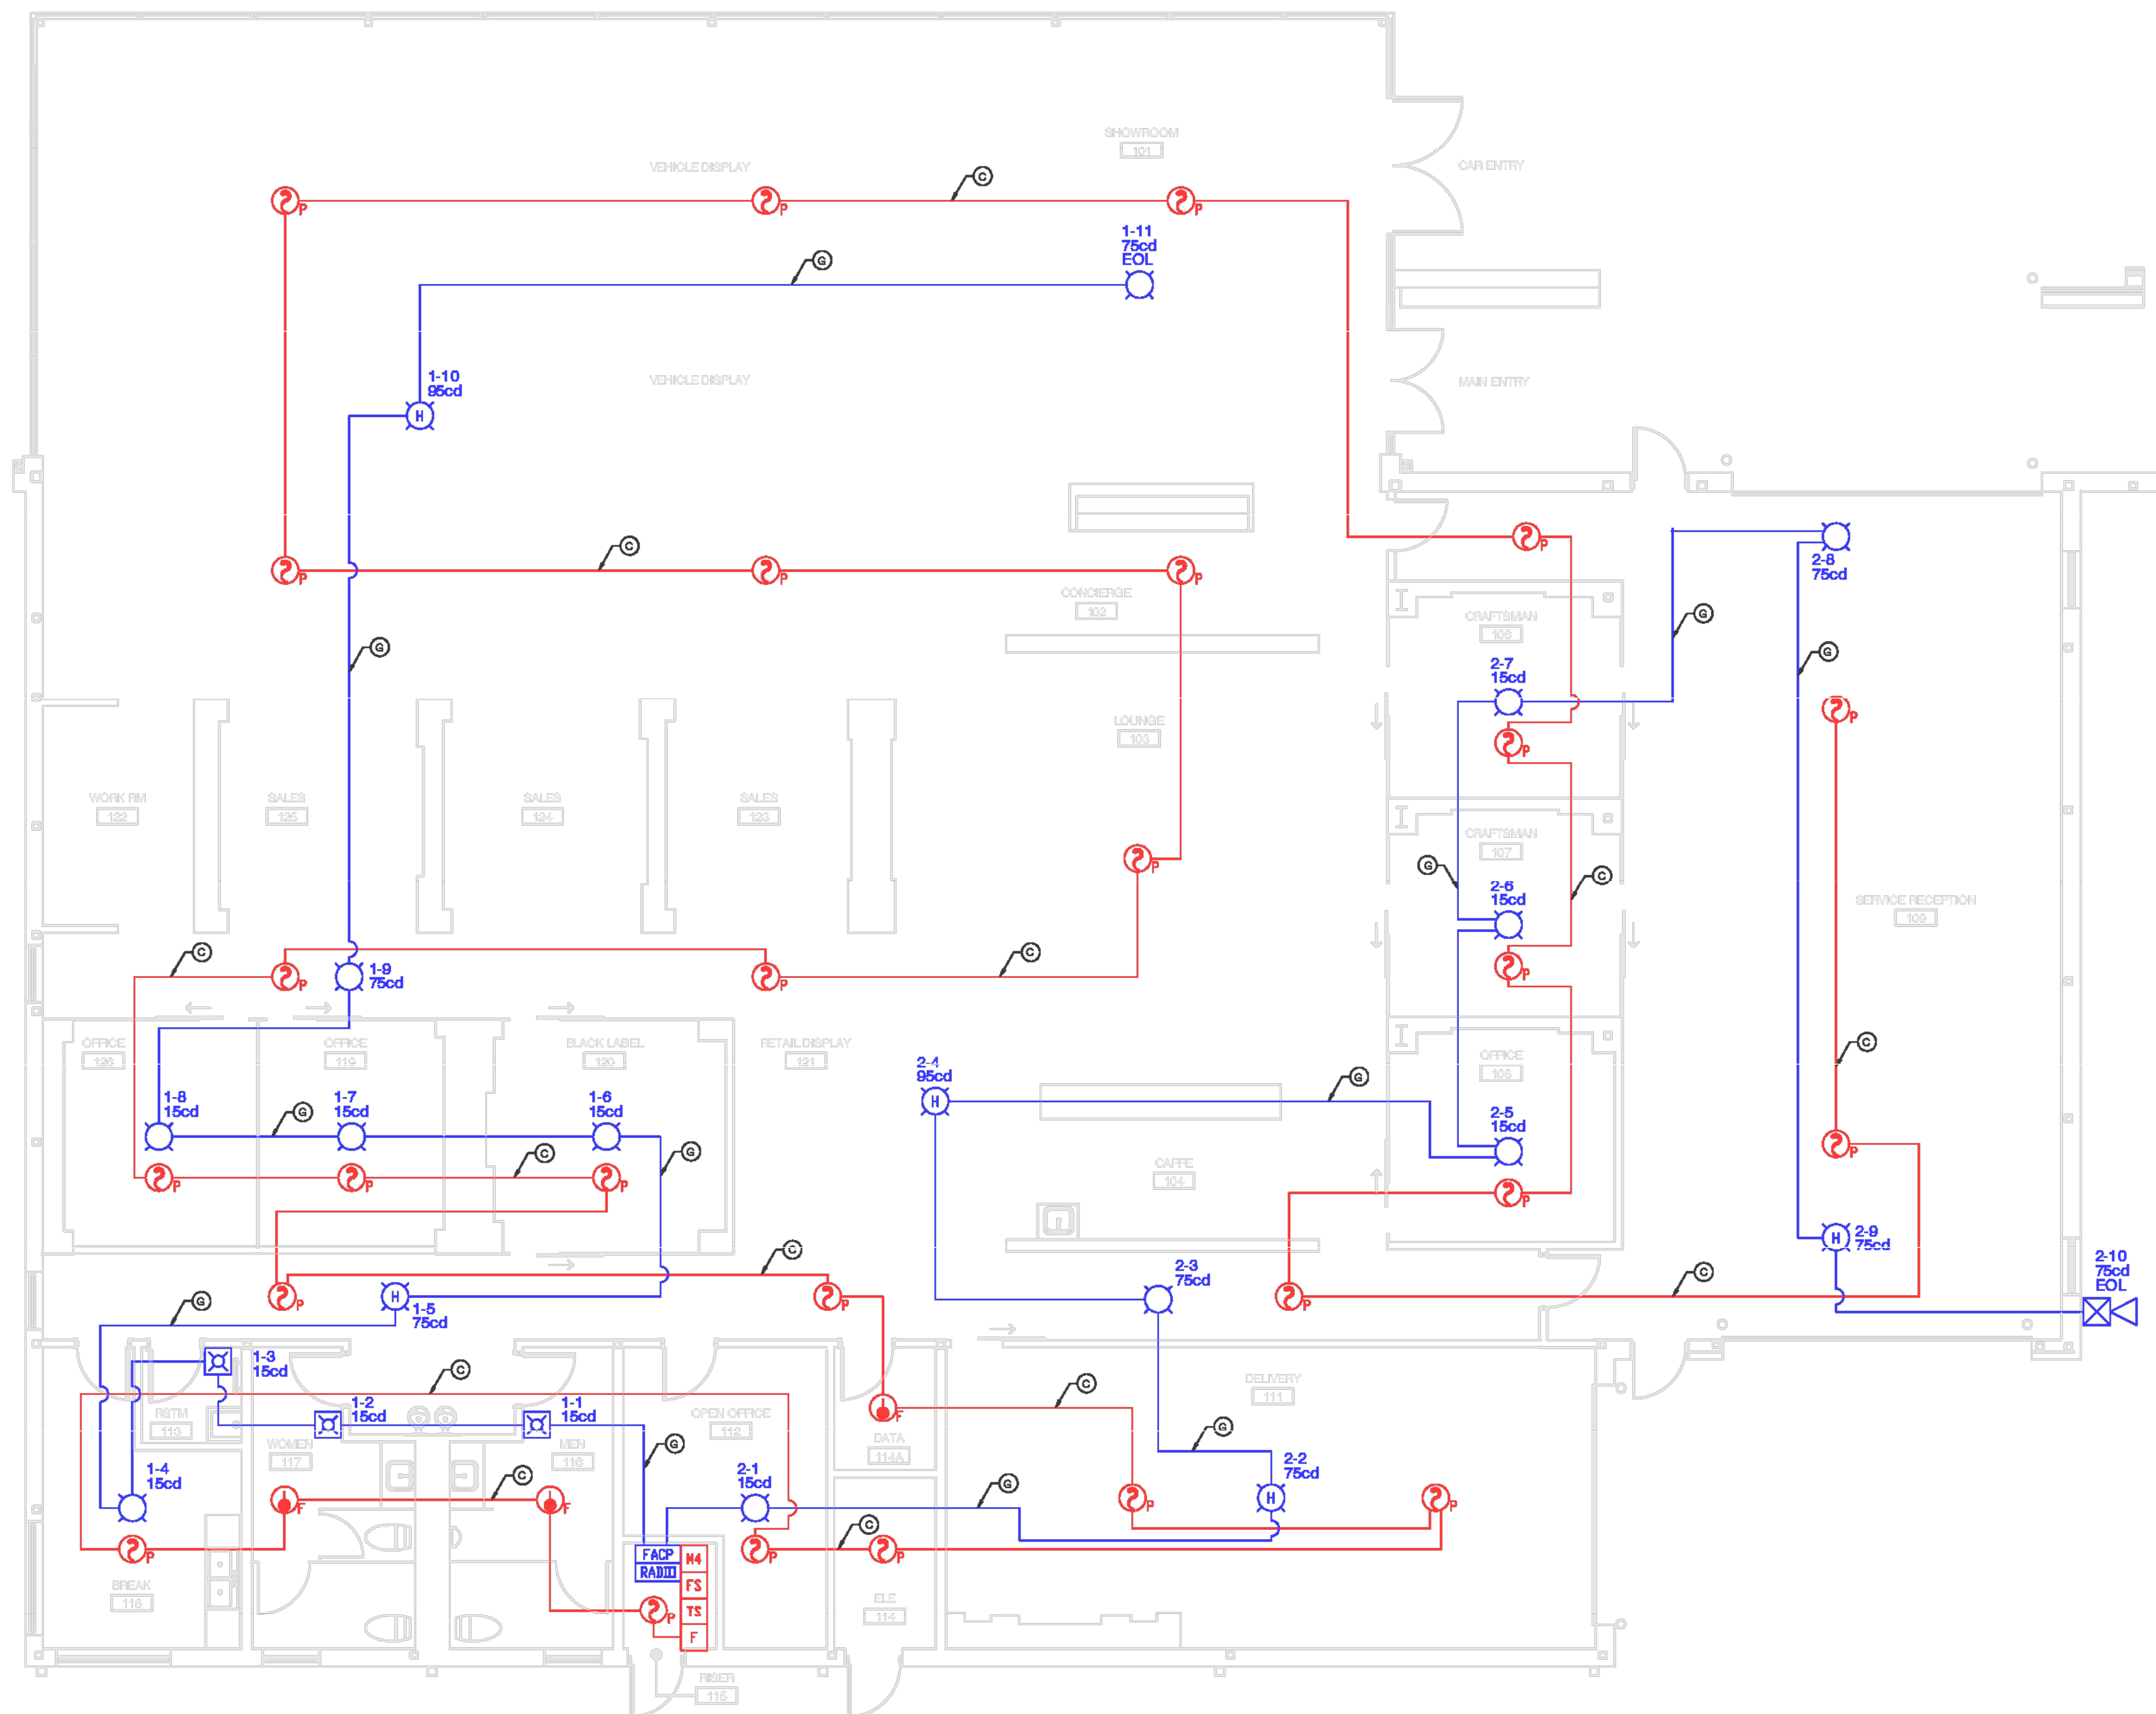 SHOWROOM
101
VEHICLE DISPLAY
CAR ENTRY
C
P
P
P
1-11
75cd
EOL
G
1-10
95cd
H
VEHICLE DISPLAY
MAIN ENTRY
C
P
P
P
P
2-8
75cd
CONCIERGE
102
CRAFTSMAN
106
G
G
G
2-7
15cd
P
LOUNGE
103
P
WORK RM
122
SALES
125
SALES
124
SALES
123
CRAFTSMAN
107
P
G
C
2-6
15cd
SERVICE RECEPTION
109
C
C
1-9
75cd
P
P
P
OFFICE
OFFICE
119
BLACK LABEL
120
RETAIL DISPLAY
121
OFFICE
C
2-4
95cd
H
G
1-8
15cd
G
1-7
15cd
1-6
15cd
2-5
15cd
C
G
P
P
P
CAFFE
104
P
P
C
2-3
75cd
H
2-9
75cd
C
2-10
75cd
EOL
G
P
H
1-5
75cd
P
P
1-3
15cd
C
C
DELIVERY
111
RSTM
1-2
15cd
1-1
15cd
OPEN OFFICE
112
F
DATA
114A
G
WOMEN
117
MEN
G
2-2
75cd
H
1-4
15cd
C
2-1
15cd
G
F
F
P
P
C
P
P
P
FACP
RADIO
M4
FS
TS
F
P
BREAK
ELE
114
RISER
115